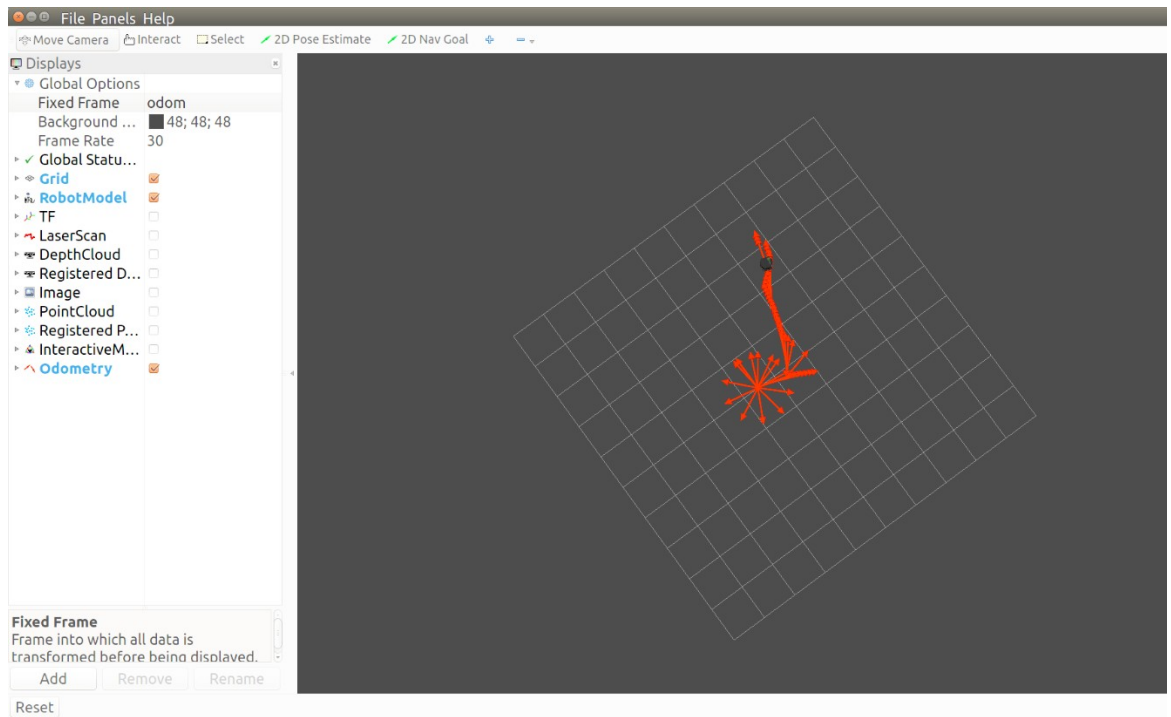 File Panels Help
Move Camera Interact Select 2D Pose Estimate 2D Nav Goal
Displays
Global Options
Fixed Frame odom
Background ... 48; 48; 48
Frame Rate 30
Global Statu...
Grid
RobotModel
TF
LaserScan
DepthCloud
Registered D...
Image
PointCloud
Registered P...
InteractiveM...
Odometry
Fixed Frame
Frame into which all data is
transformed before being displayed.
Add Remove Rename
Reset